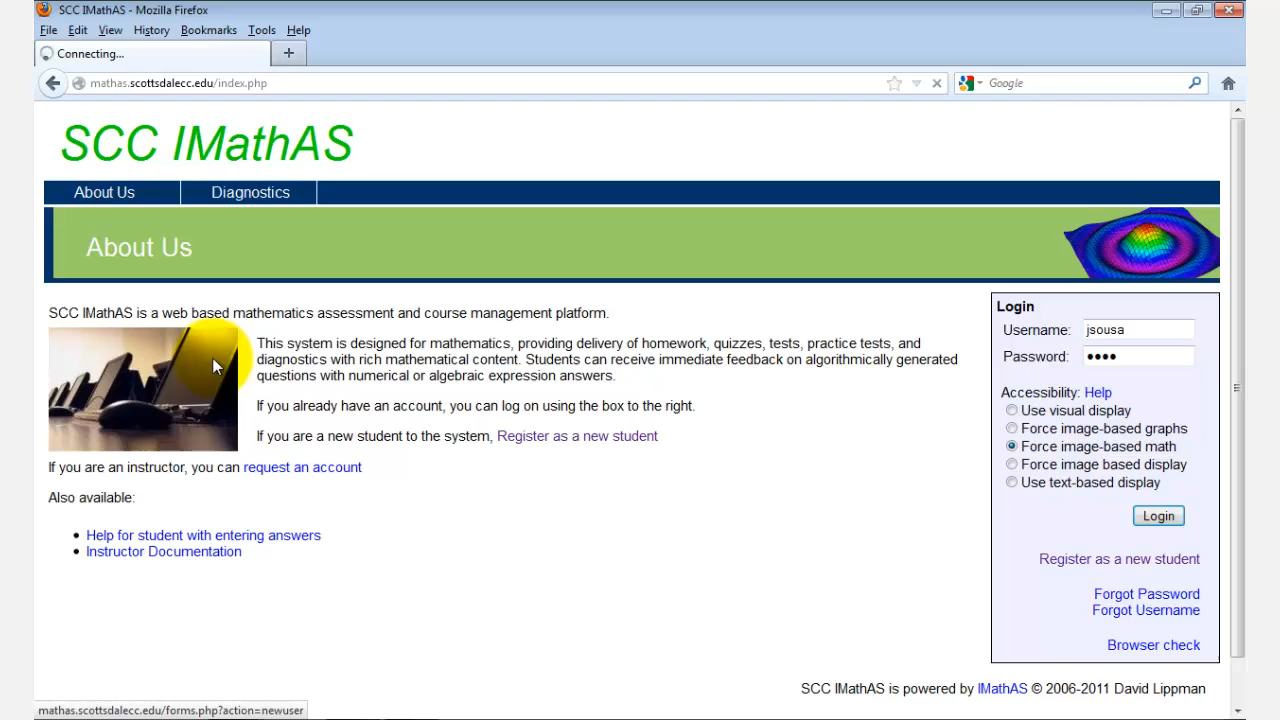 SCC IMathAS - Mozilla Firefox
File Edit View History Bookmarks Tools Help
Connecting...
mathas.scottsdalecc.edu/index.php
Google
SCC IMathAS
About Us Diagnostics
About Us
SCC IMathAS is a web based mathematics assessment and course management platform.
This system is designed for mathematics, providing delivery of homework, quizzes, tests, practice tests, and
diagnostics with rich mathematical content. Students can receive immediate feedback on algorithmically generated
questions with numerical or algebraic expression answers.
If you already have an account, you can log on using the box to the right.
If you are a new student to the system, Register as a new student
If you are an instructor, you can request an account
Also available:
Help for student with entering answers
Instructor Documentation
Login
Username: jsousa
Password: ••••
Accessibility: Help
Use visual display
Force image-based graphs
Force image-based math
Force image based display
Use text-based display
Login
Register as a new student
Forgot Password
Forgot Username
Browser check
SCC IMathAS is powered by IMathAS © 2006-2011 David Lippman
mathas.scottsdalecc.edu/forms.php?action=newuser